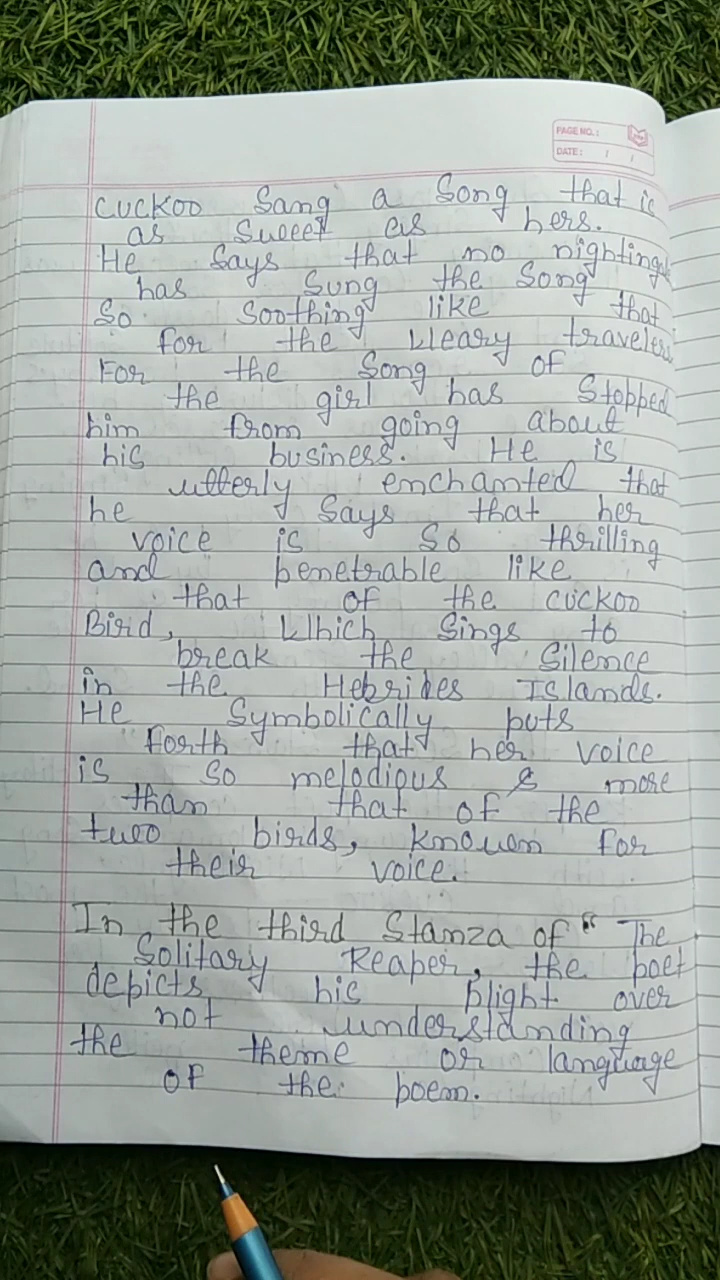 PAGE NO.:
DATE: / /
cuckoo sang a song that is
as sweet as hers.
He says that no nightingale
has sung the song
so soothing like that
for the weary travelers
For the song of
the girl has stopped
him from going about
his business. He is
utterly enchanted that
he says that her
voice is so thrilling
and penetrable like
that of the cuckoo
Bird, which sings to
break the silence
in the Hebrides Islands.
He symbolically puts
forth that her voice
is so melodious & more
than that of the
two birds, known for
their voice.
In the third stanza of " The
Solitary Reaper, the poet
depicts his plight over
not understanding
the theme or language
of the poem.